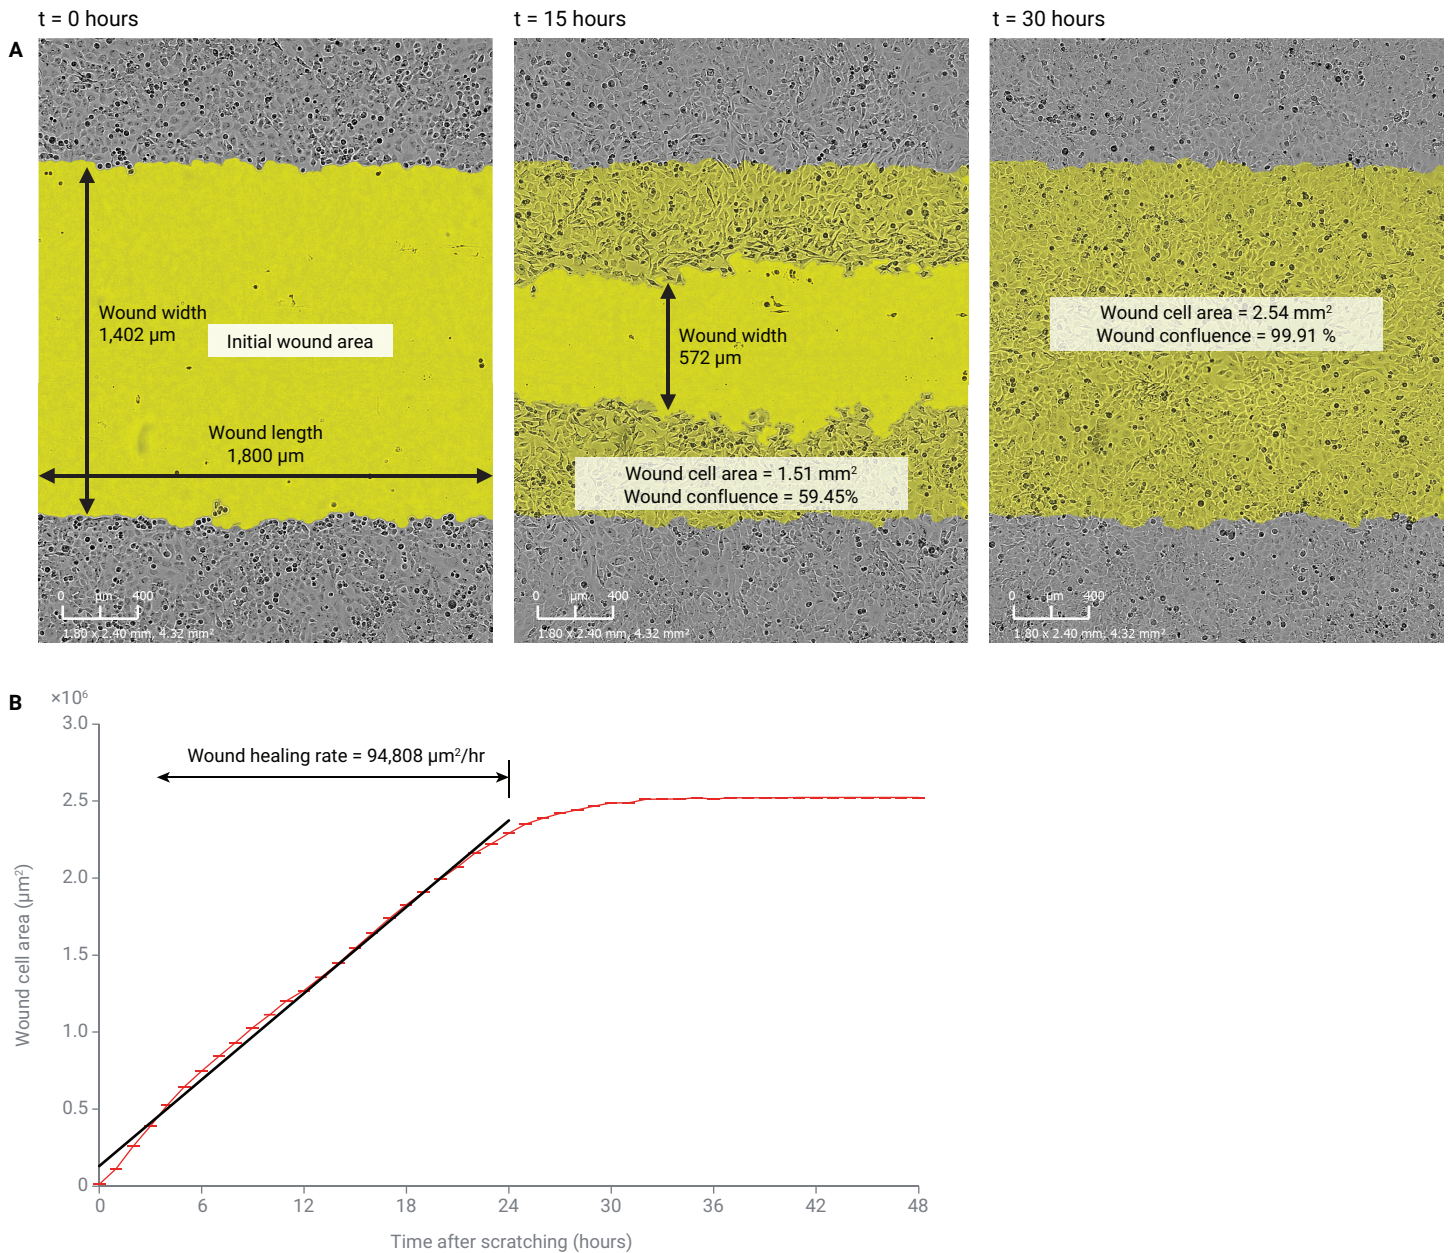 t = 0 hours
t = 15 hours
t = 30 hours
A
Wound width
1,402 µm
Initial wound area
Wound length
1,800 µm
0 µm 400
1.80 x 2.40 mm, 4.32 mm²
Wound width
572 µm
Wound cell area = 1.51 mm²
Wound confluence = 59.45%
0 µm 400
1.80 x 2.40 mm, 4.32 mm²
Wound cell area = 2.54 mm²
Wound confluence = 99.91 %
0 µm 400
1.80 x 2.40 mm, 4.32 mm²
B
×10⁶
3.0
2.5
2.0
1.5
1.0
0.5
0
Wound cell area (µm²)
Wound healing rate = 94,808 µm²/hr
0 6 12 18 24 30 36 42 48
Time after scratching (hours)